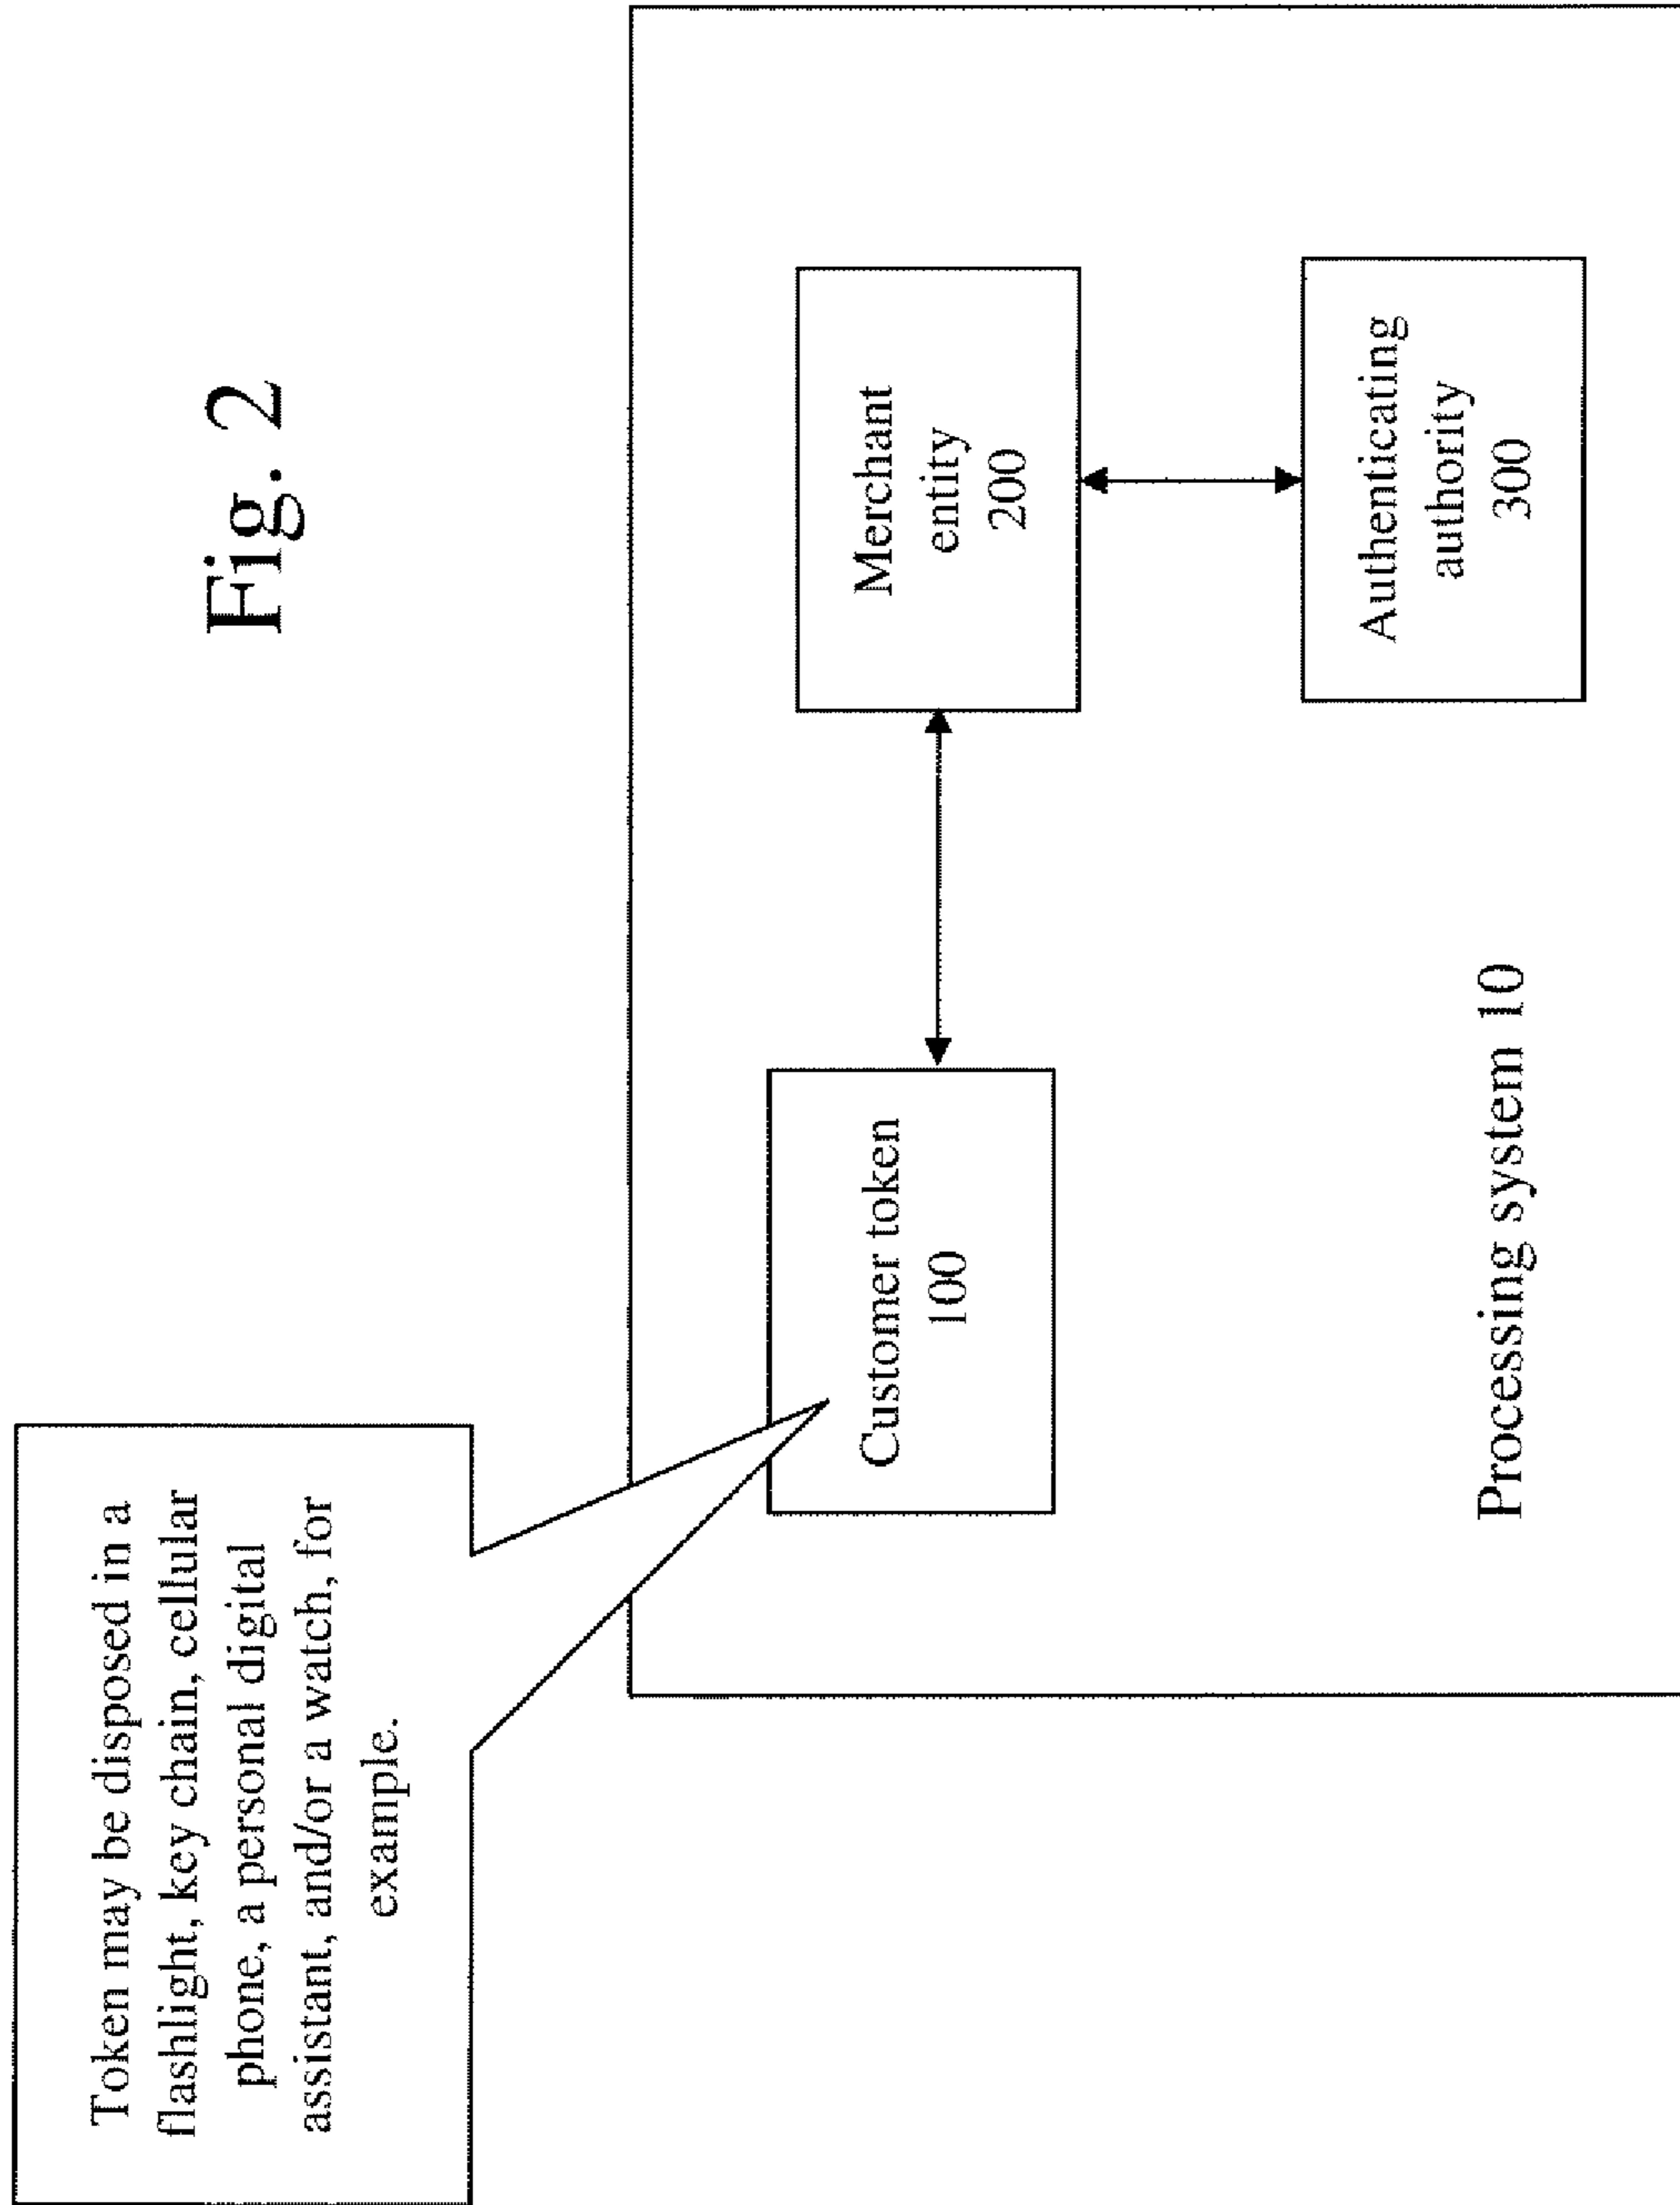 Fig. 2
Token may be disposed in a
flashlight, key chain, cellular
phone, a personal digital
assistant, and/or a watch, for
example.
Customer token
100
Merchant
entity
200
Authenticating
authority
300
Processing system 10